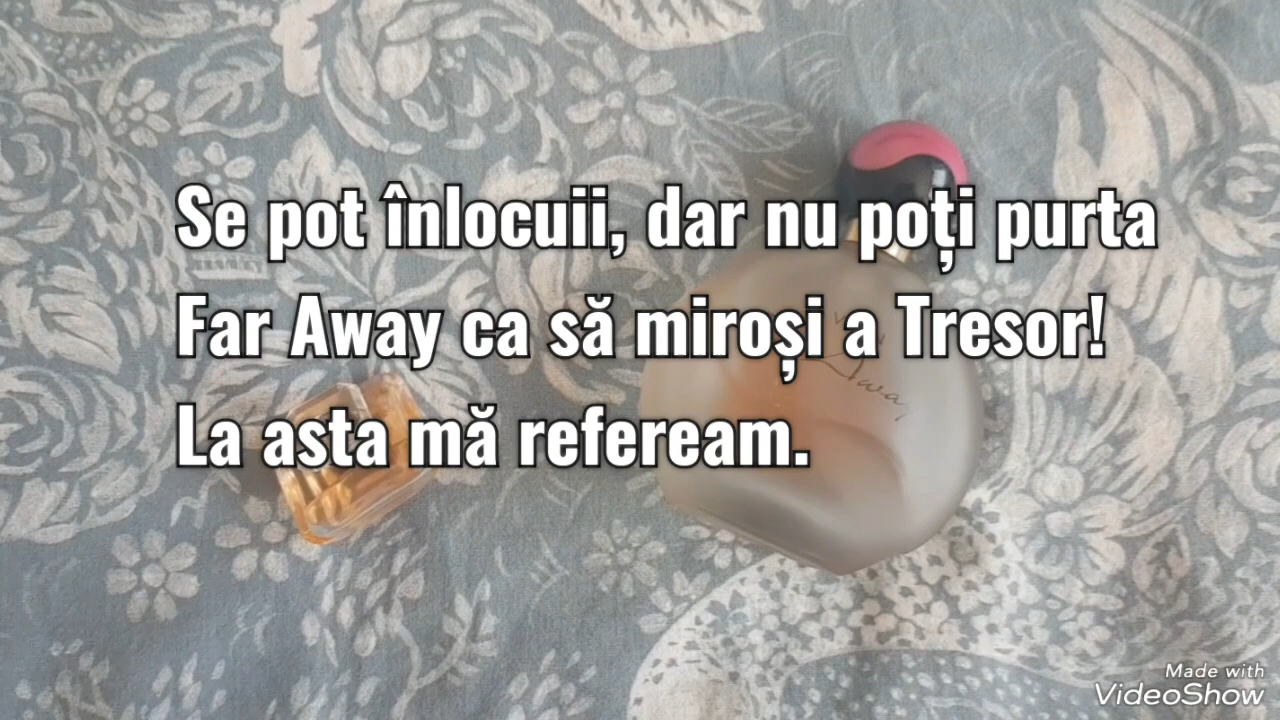 Se pot înlocuii, dar nu poți purta
Far Away ca să miroși a Tresor!
La asta mă refeream.
Away
Made with
VideoShow